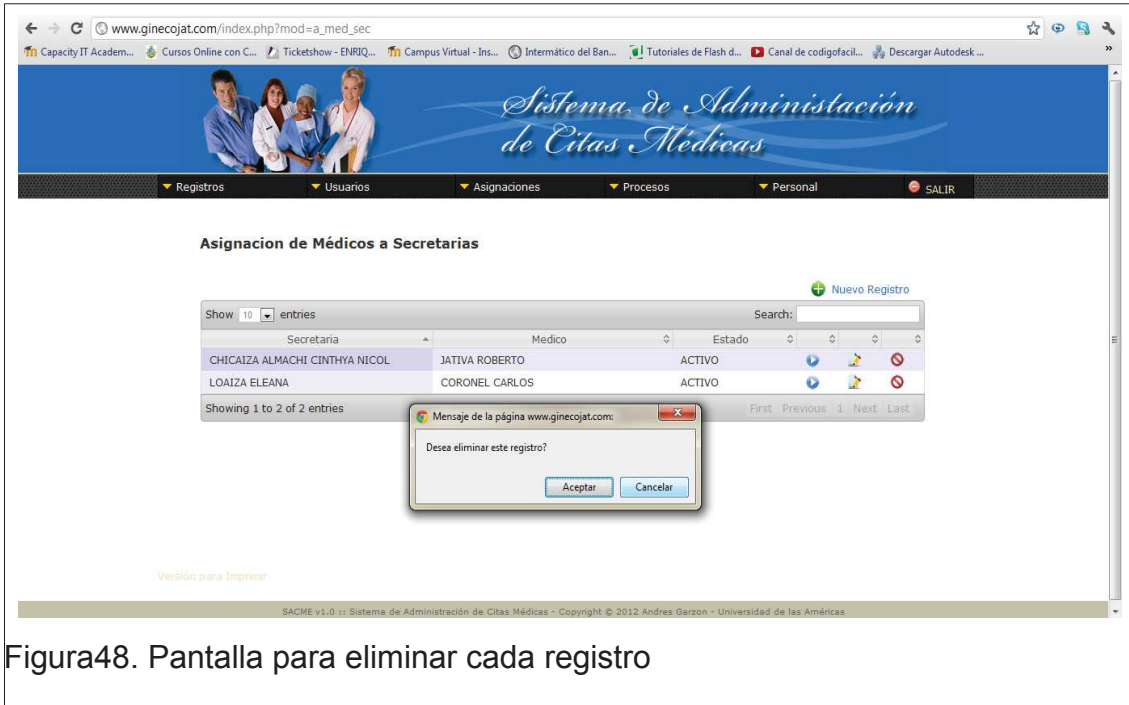 www.ginecojat.com/index.php?mod=a_med_sec
Capacity IT Academ... Cursos Online con C... Ticketshow - ENRIQ... Campus Virtual - Ins... Intermático del Ban... Tutoriales de Flash d... Canal de codigofacil... Descargar Autodesk ... »
Sistema de Administación
de Citas Médicas
Registros Usuarios Asignaciones Procesos Personal SALIR
Asignacion de Médicos a Secretarias
Nuevo Registro
Show 10 entries Search:
Secretaria Medico Estado
CHICAIZA ALMACHI CINTHYA NICOL JATIVA ROBERTO ACTIVO
LOAIZA ELEANA CORONEL CARLOS ACTIVO
Showing 1 to 2 of 2 entries First Previous 1 Next Last
Mensaje de la página www.ginecojat.com:
Desea eliminar este registro?
Aceptar Cancelar
Versión para Imprimir
SACME v1.0 :: Sistema de Administración de Citas Médicas - Copyright © 2012 Andres Garzon - Universidad de las Américas
Figura48. Pantalla para eliminar cada registro